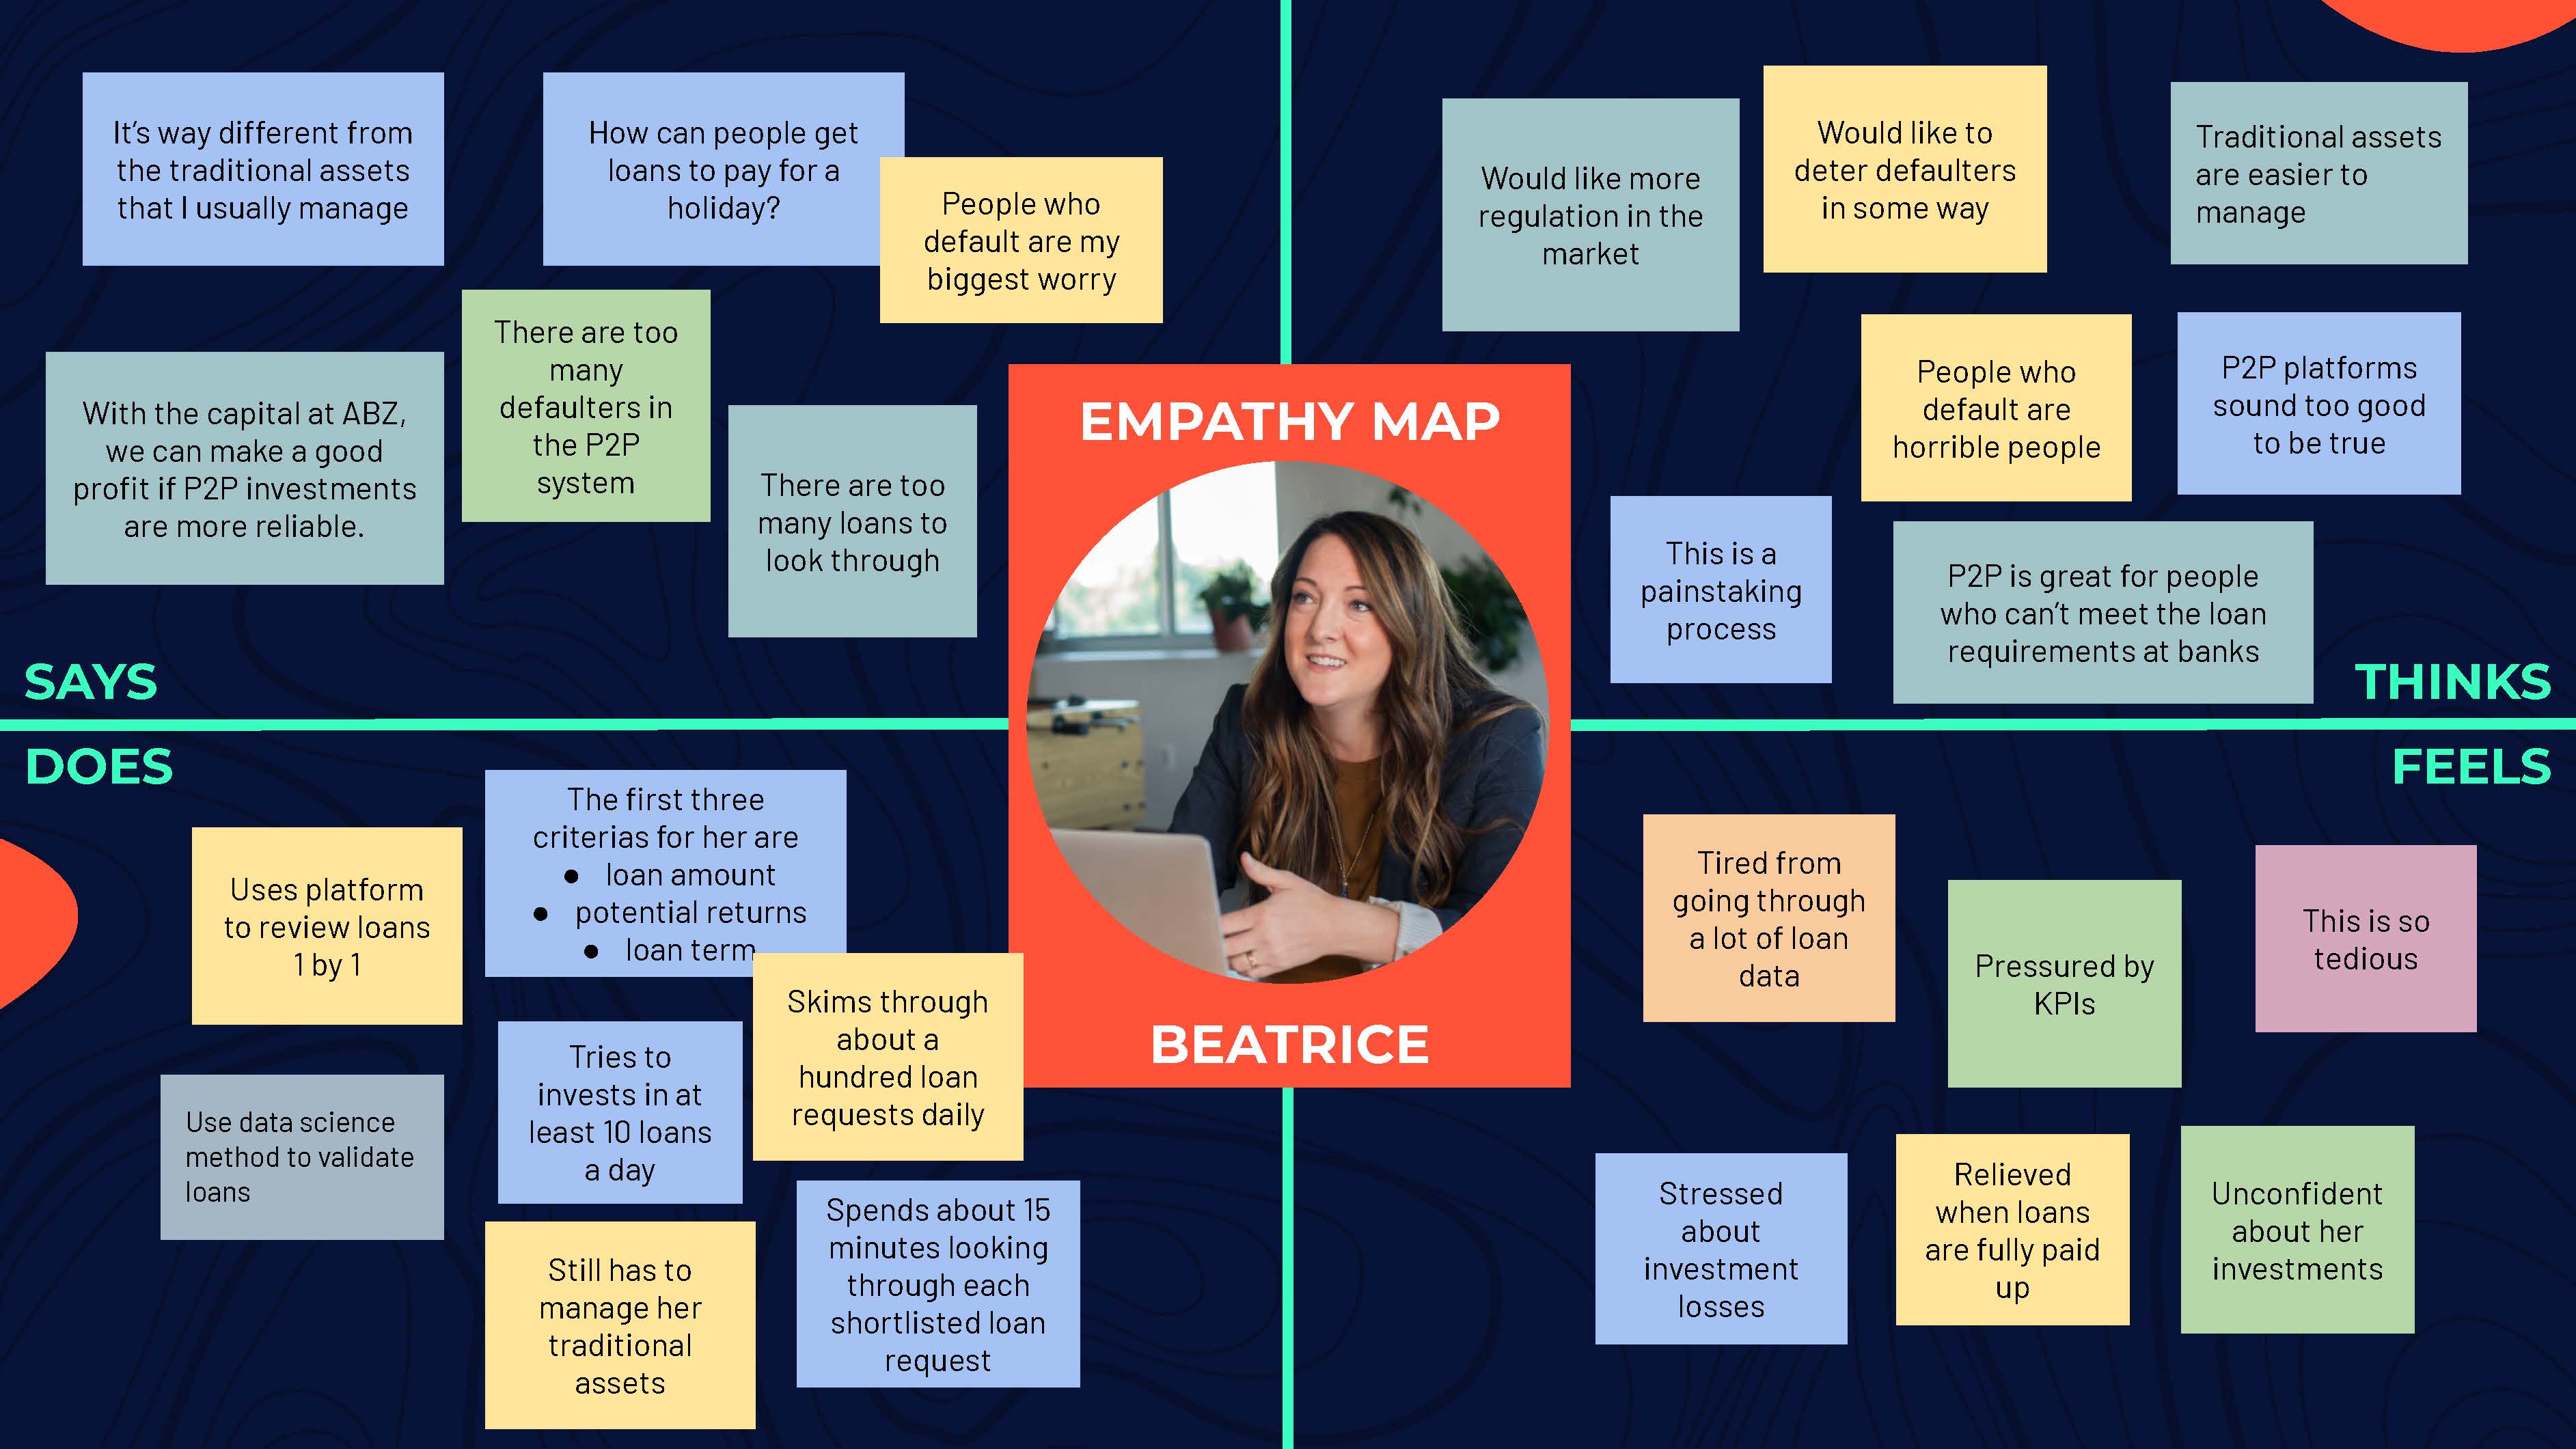 It's way different from
the traditional assets
that I usually manage
How can people get
loans to pay for a
holiday?
People who
default are my
biggest worry
With the capital at ABZ,
we can make a good
profit if P2P investments
are more reliable.
There are too
many
defaulters in
the P2P
system
There are too
many loans to
look through
SAYS
Would like more
regulation in the
market
Would like to
deter defaulters
in some way
Traditional assets
are easier to
manage
People who
default are
horrible people
P2P platforms
sound too good
to be true
This is a
painstaking
process
P2P is great for people
who can't meet the loan
requirements at banks
THINKS
EMPATHY MAP
BEATRICE
DOES
Uses platform
to review loans
1 by 1
The first three
criterias for her are
● loan amount
● potential returns
● loan term
Skims through
about a
hundred loan
requests daily
Use data science
method to validate
loans
Tries to
invests in at
least 10 loans
a day
Still has to
manage her
traditional
assets
Spends about 15
minutes looking
through each
shortlisted loan
request
FEELS
Tired from
going through
a lot of loan
data
Pressured by
KPIs
This is so
tedious
Stressed
about
investment
losses
Relieved
when loans
are fully paid
up
Unconfident
about her
investments